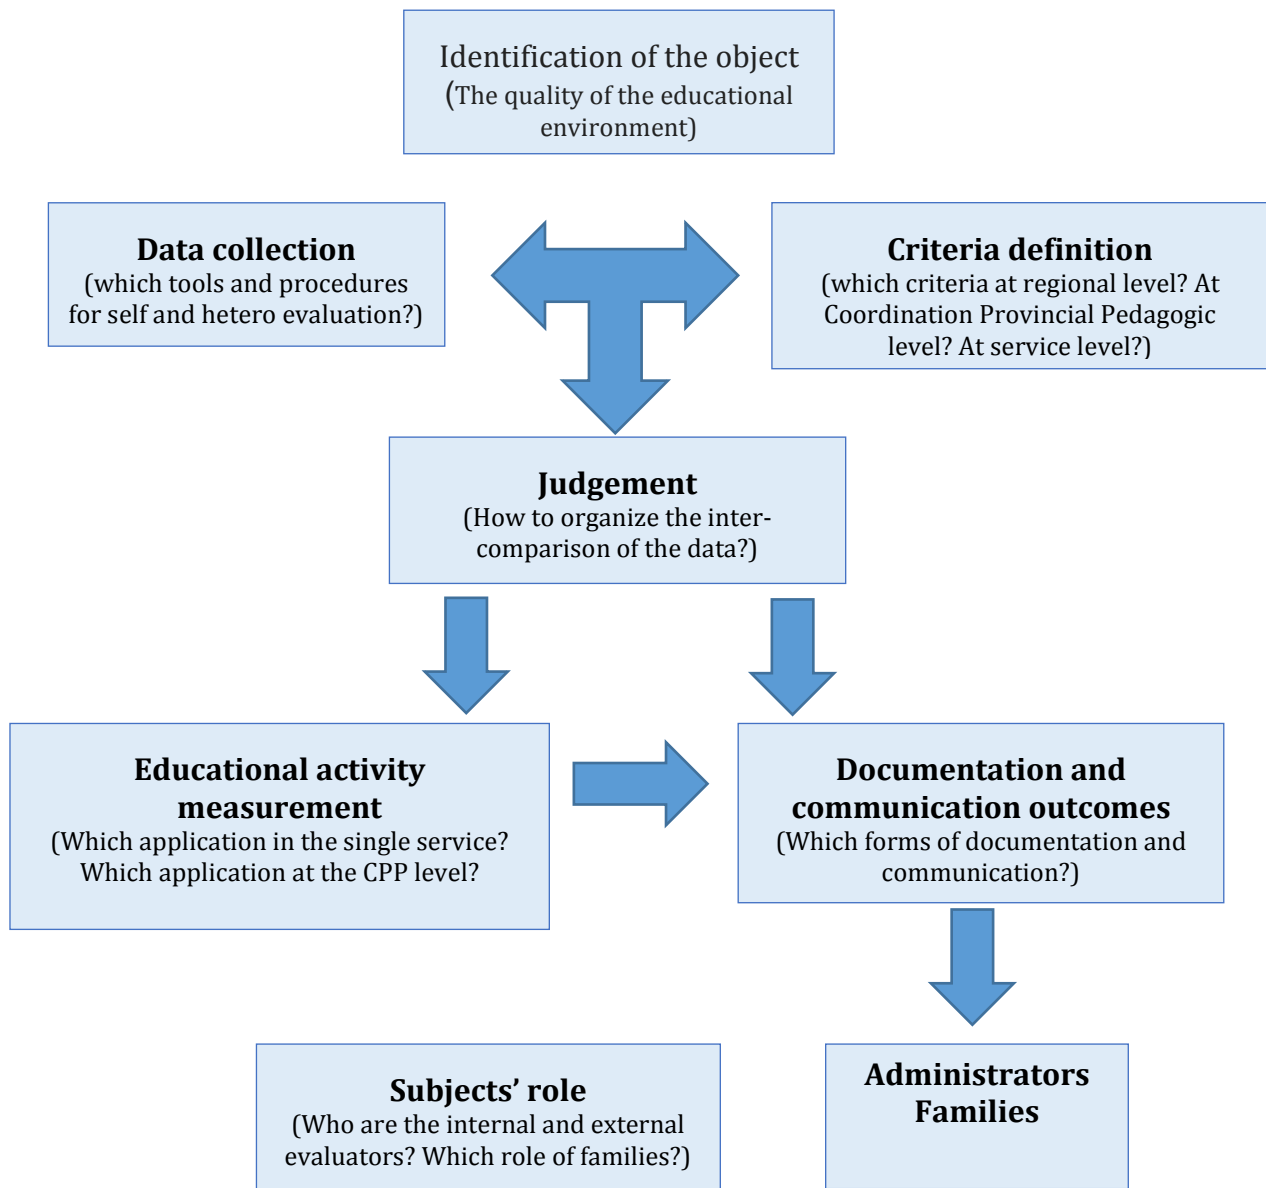 Identification of the object
(The quality of the educational
environment)
Data collection
(which tools and procedures
for self and hetero evaluation?)
Criteria definition
(which criteria at regional level? At
Coordination Provincial Pedagogic
level? At service level?)
Judgement
(How to organize the inter-
comparison of the data?)
Educational activity
measurement
(Which application in the single service?
Which application at the CPP level?
Documentation and
communication outcomes
(Which forms of documentation and
communication?)
Subjects’ role
(Who are the internal and external
evaluators? Which role of families?)
Administrators
Families